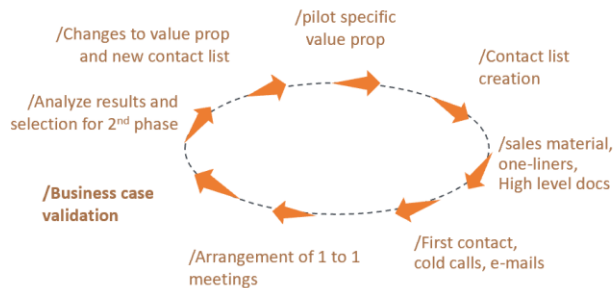 /pilot specific
value prop
/Contact list
creation
/sales material,
one-liners,
High level docs
/First contact,
cold calls, e-mails
/Arrangement of 1 to 1
meetings
/Business case
validation
/Analyze results and
selection for 2nd phase
/Changes to value prop
and new contact list